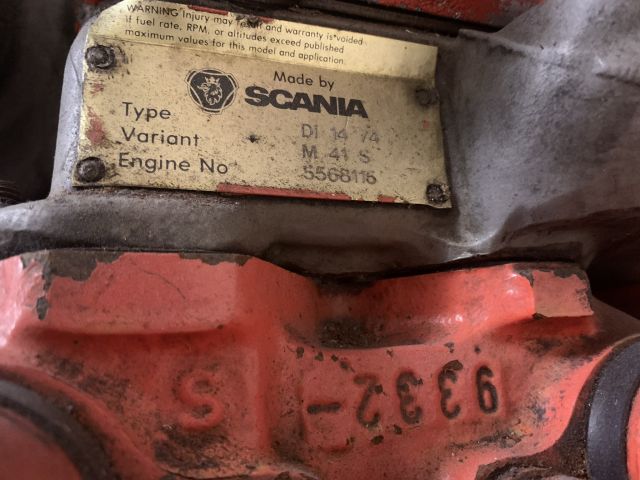 WARNING Injury may result and warranty is voided
if fuel rate, RPM, or altitudes exceed published
maximum values for this model and application.
Made by
SCANIA
Type DI 14 74
Variant M 41 S
Engine No 5566116
S
9332-